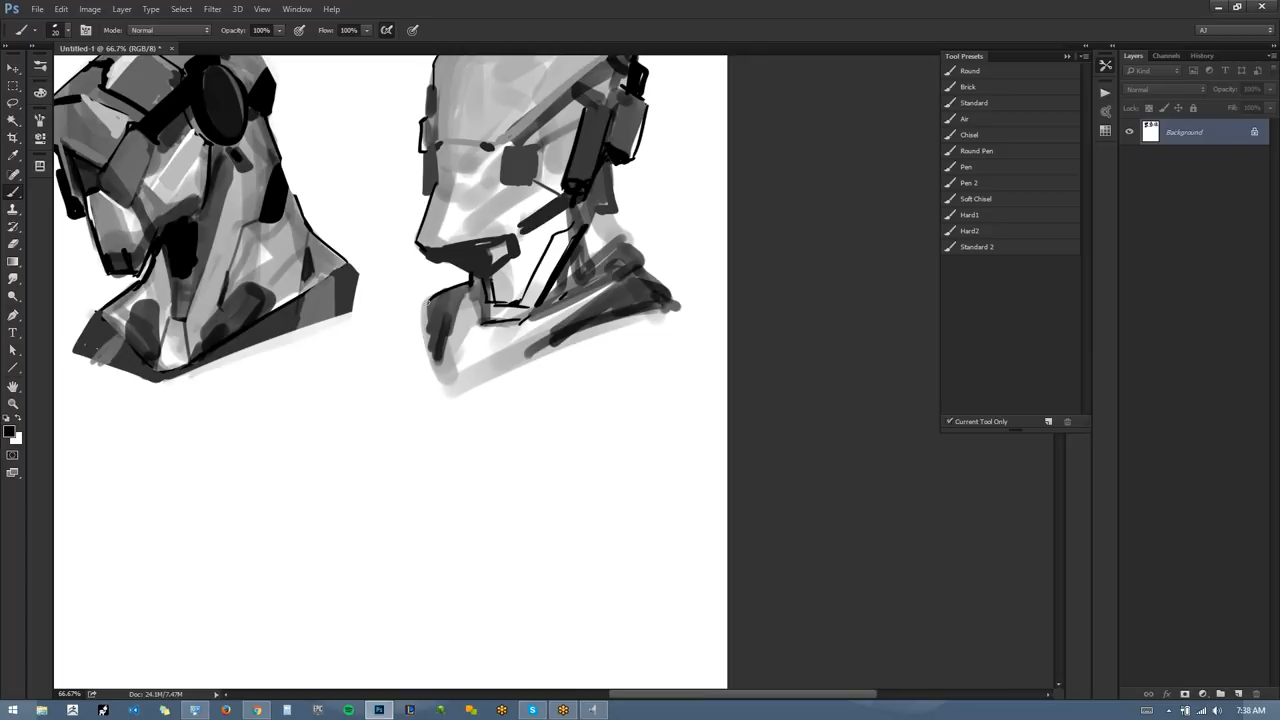 Ps File Edit Image Layer Type Select Filter 3D View Window Help
20 Mode: Normal Opacity: 100% Flow: 100% AJ
Untitled-1 @ 66.7% (RGB/8) * ×
Tool Presets
Round
Brick
Standard
Air
Chisel
Round Pen
Pen
Pen 2
Soft Chisel
Hard1
Hard2
Standard 2
Current Tool Only
Layers Channels History
Kind
Normal Opacity: 100%
Lock: Fill: 100%
Background
66.67% Doc: 24.1M/7.47M
7:38 AM